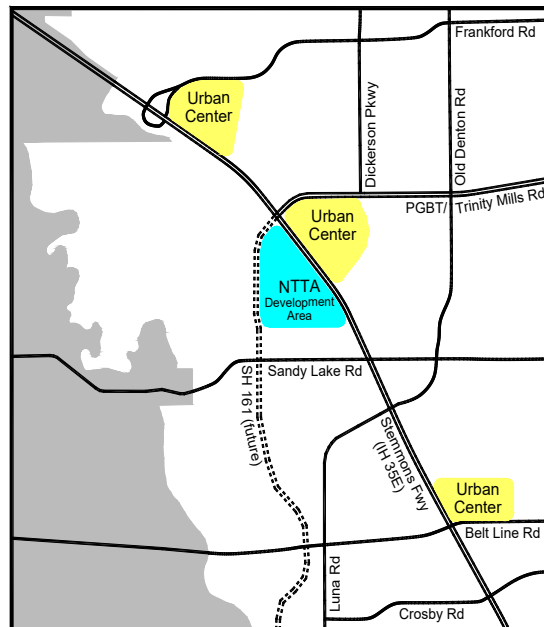 Frankford Rd
Urban
Center
Dickerson Pkwy
Old Denton Rd
PGBT/ Trinity Mills Rd
Urban
Center
NTTA
Development
Area
Sandy Lake Rd
SH 161 (future)
Stemmons Fwy
(IH 35E)
Urban
Center
Belt Line Rd
Luna Rd
Crosby Rd